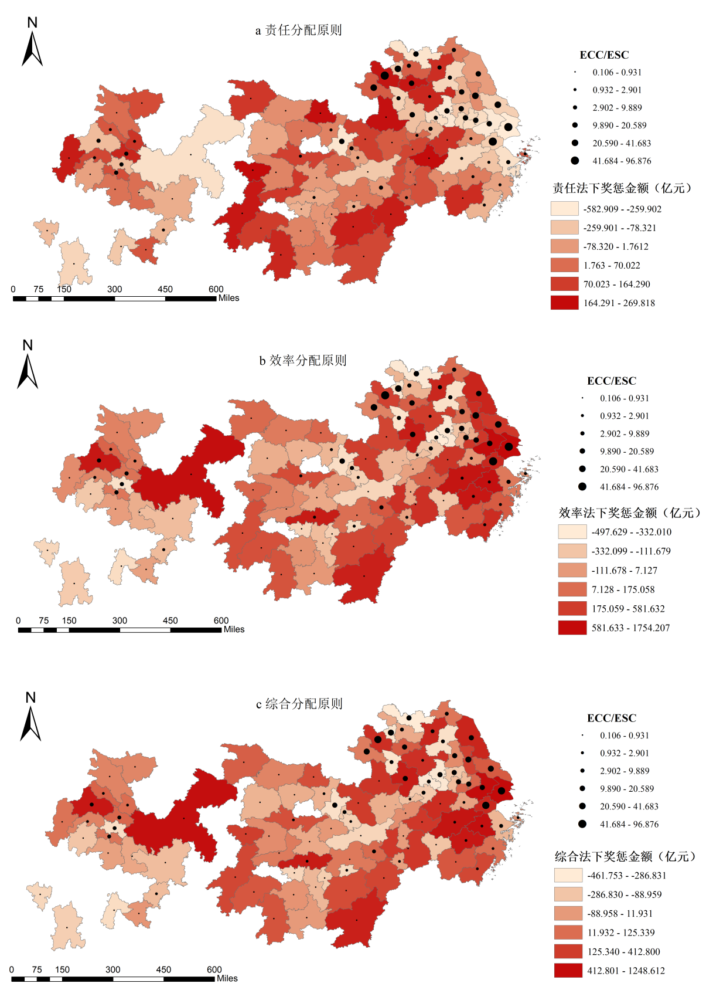 N
a 责任分配原则
ECC/ESC
0.106 - 0.931
0.932 - 2.901
2.902 - 9.889
9.890 - 20.589
20.590 - 41.683
41.684 - 96.876
责任法下奖惩金额（亿元）
-582.909 - -259.902
-259.901 - -78.321
-78.320 - 1.7612
1.763 - 70.022
70.023 - 164.290
164.291 - 269.818
0 75 150 300 450 600
Miles
N
b 效率分配原则
ECC/ESC
0.106 - 0.931
0.932 - 2.901
2.902 - 9.889
9.890 - 20.589
20.590 - 41.683
41.684 - 96.876
效率法下奖惩金额（亿元）
-497.629 - -332.010
-332.099 - -111.679
-111.678 - 7.127
7.128 - 175.058
175.059 - 581.632
581.633 - 1754.207
0 75 150 300 450 600
Miles
N
c 综合分配原则
ECC/ESC
0.106 - 0.931
0.932 - 2.901
2.902 - 9.889
9.890 - 20.589
20.590 - 41.683
41.684 - 96.876
综合法下奖惩金额（亿元）
-461.753 - -286.831
-286.830 - -88.959
-88.958 - 11.931
11.932 - 125.339
125.340 - 412.800
412.801 - 1248.612
0 75 150 300 450 600
Miles